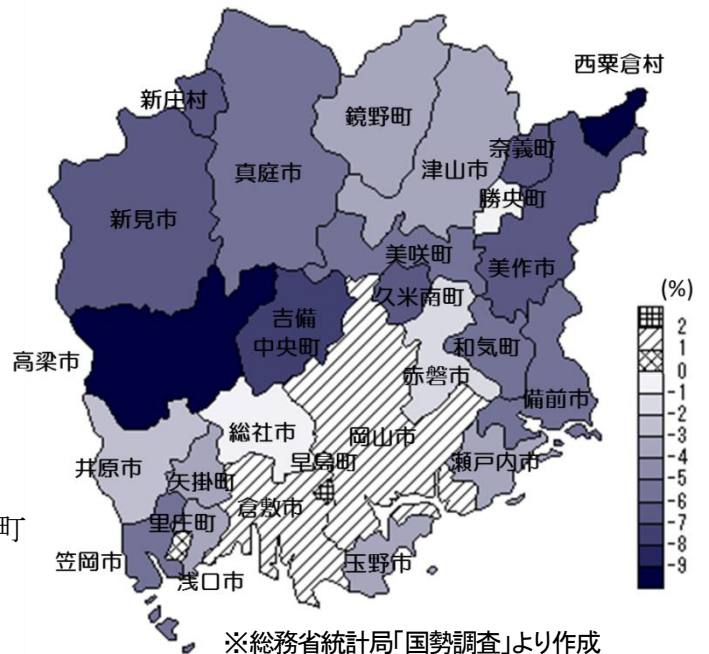 西粟倉村
新庄村
鏡野町
奈義町
津山市
真庭市
勝央町
新見市
美咲町
美作市
久米南町
(%)
吉備
中央町
和気町
高梁市
赤磐市
備前市
総社市
岡山市
井原市
早島町
瀬戸内市
矢掛町
倉敷市
里庄町
町
笠岡市
浅口市
玉野市
2
1
0
-1
-2
-3
-4
-5
-6
-7
-8
-9
※総務省統計局「国勢調査」より作成